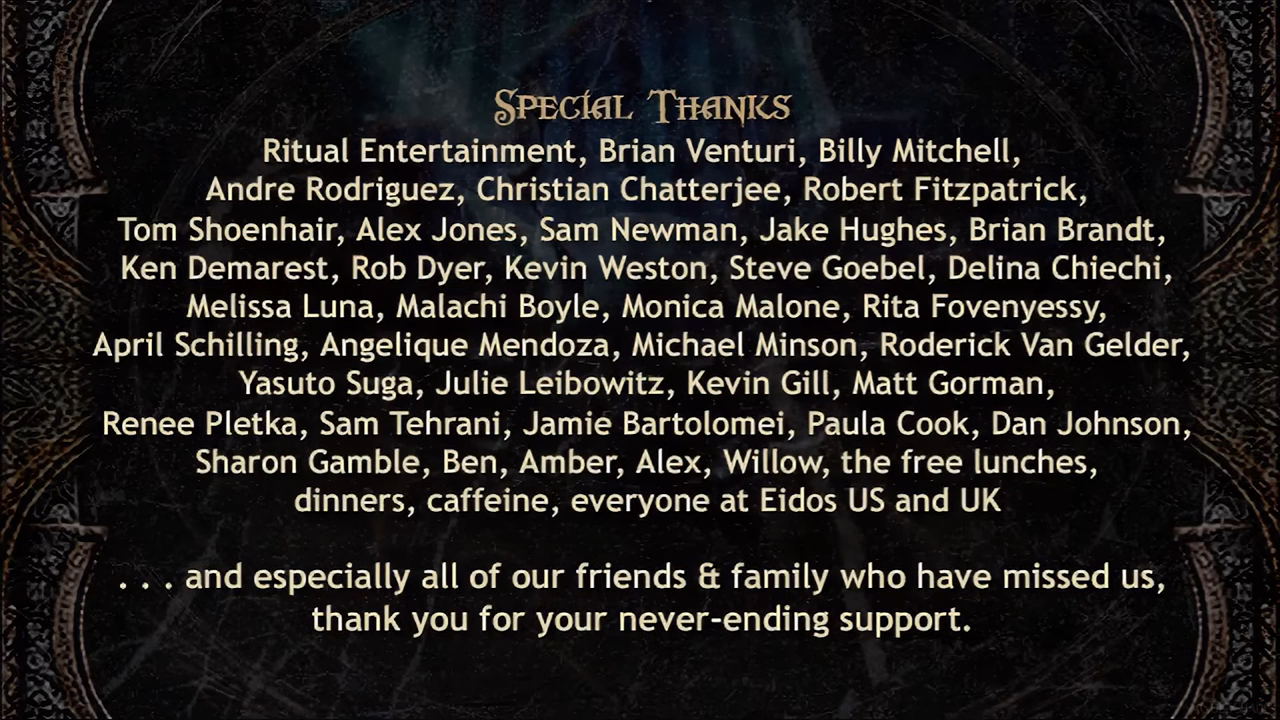 Special Thanks
Ritual Entertainment, Brian Venturi, Billy Mitchell,
Andre Rodriguez, Christian Chatterjee, Robert Fitzpatrick,
Tom Shoenhair, Alex Jones, Sam Newman, Jake Hughes, Brian Brandt,
Ken Demarest, Rob Dyer, Kevin Weston, Steve Goebel, Delina Chiechi,
Melissa Luna, Malachi Boyle, Monica Malone, Rita Fovenyessy,
April Schilling, Angelique Mendoza, Michael Minson, Roderick Van Gelder,
Yasuto Suga, Julie Leibowitz, Kevin Gill, Matt Gorman,
Renee Pletka, Sam Tehrani, Jamie Bartolomei, Paula Cook, Dan Johnson,
Sharon Gamble, Ben, Amber, Alex, Willow, the free lunches,
dinners, caffeine, everyone at Eidos US and UK
. . . and especially all of our friends & family who have missed us,
thank you for your never-ending support.